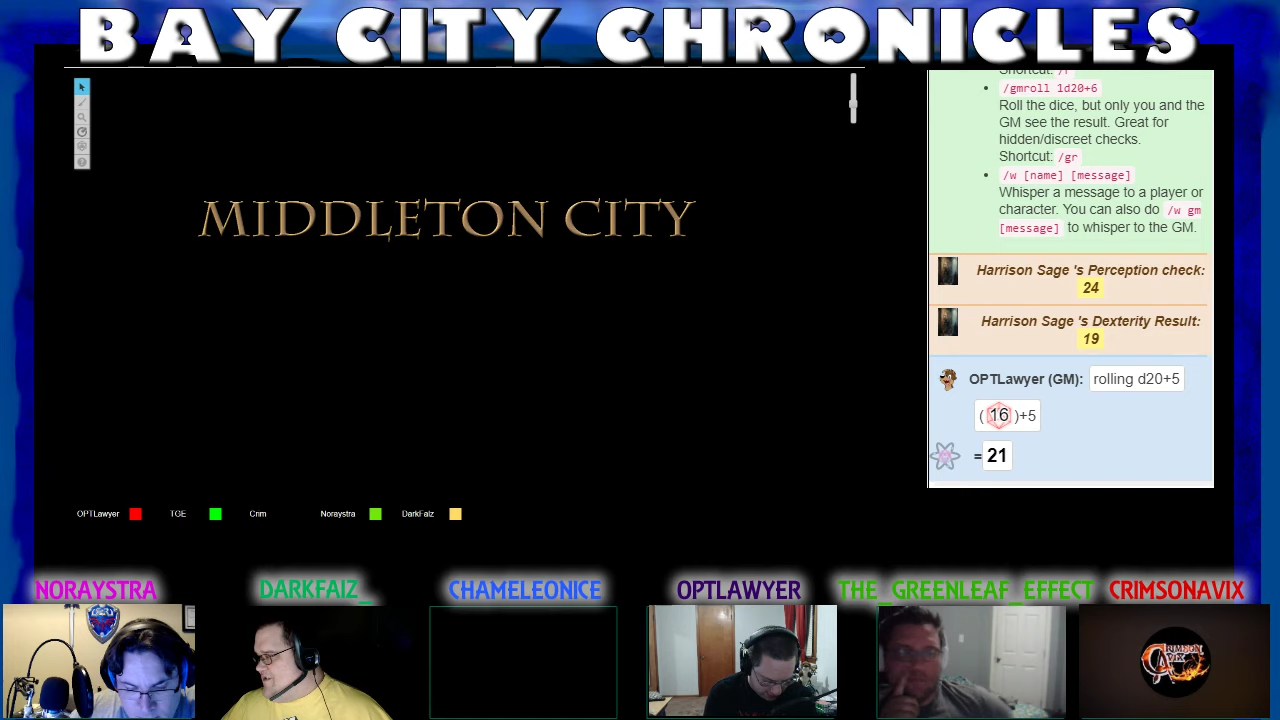 BAY CITY CHRONICLES
MIDDLETON CITY
/gmroll 1d20+6
Roll the dice, but only you and the
GM see the result. Great for
hidden/discreet checks.
Shortcut: /gr
/w [name] [message]
Whisper a message to a player or
character. You can also do /w gm
[message] to whisper to the GM.
Harrison Sage 's Perception check:
24
Harrison Sage 's Dexterity Result:
19
OPTLawyer (GM): rolling d20+5
( 16 )+5
=21
OPTLawyer TGE Crim Noraystra DarkFaiz
NORAYSTRA DARKFAIZ_ CHAMELEONICE OPTLAWYER THE_GREENLEAF_EFFECT CRIMSONAVIX
CRIMSON
AVIX